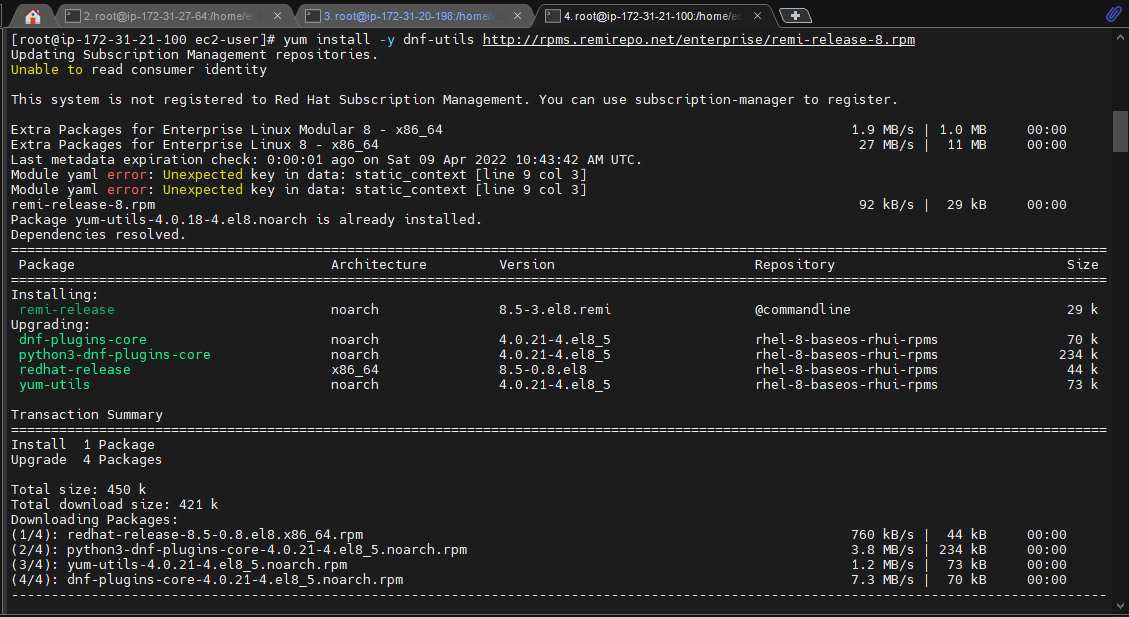 2. root@ip-172-31-27-64:/home/e
3. root@ip-172-31-20-198:/home/
4. root@ip-172-31-21-100:/home/e
[root@ip-172-31-21-100 ec2-user]# yum install -y dnf-utils http://rpms.remirepo.net/enterprise/remi-release-8.rpm
Updating Subscription Management repositories.
Unable to read consumer identity
This system is not registered to Red Hat Subscription Management. You can use subscription-manager to register.
Extra Packages for Enterprise Linux Modular 8 - x86_64 1.9 MB/s | 1.0 MB 00:00
Extra Packages for Enterprise Linux 8 - x86_64 27 MB/s | 11 MB 00:00
Last metadata expiration check: 0:00:01 ago on Sat 09 Apr 2022 10:43:42 AM UTC.
Module yaml error: Unexpected key in data: static_context [line 9 col 3]
Module yaml error: Unexpected key in data: static_context [line 9 col 3]
remi-release-8.rpm 92 kB/s | 29 kB 00:00
Package yum-utils-4.0.18-4.el8.noarch is already installed.
Dependencies resolved.
Package Architecture Version Repository Size
Installing:
remi-release noarch 8.5-3.el8.remi @commandline 29 k
Upgrading:
dnf-plugins-core noarch 4.0.21-4.el8_5 rhel-8-baseos-rhui-rpms 70 k
python3-dnf-plugins-core noarch 4.0.21-4.el8_5 rhel-8-baseos-rhui-rpms 234 k
redhat-release x86_64 8.5-0.8.el8 rhel-8-baseos-rhui-rpms 44 k
yum-utils noarch 4.0.21-4.el8_5 rhel-8-baseos-rhui-rpms 73 k
Transaction Summary
Install 1 Package
Upgrade 4 Packages
Total size: 450 k
Total download size: 421 k
Downloading Packages:
(1/4): redhat-release-8.5-0.8.el8.x86_64.rpm 760 kB/s | 44 kB 00:00
(2/4): python3-dnf-plugins-core-4.0.21-4.el8_5.noarch.rpm 3.8 MB/s | 234 kB 00:00
(3/4): yum-utils-4.0.21-4.el8_5.noarch.rpm 1.2 MB/s | 73 kB 00:00
(4/4): dnf-plugins-core-4.0.21-4.el8_5.noarch.rpm 7.3 MB/s | 70 kB 00:00